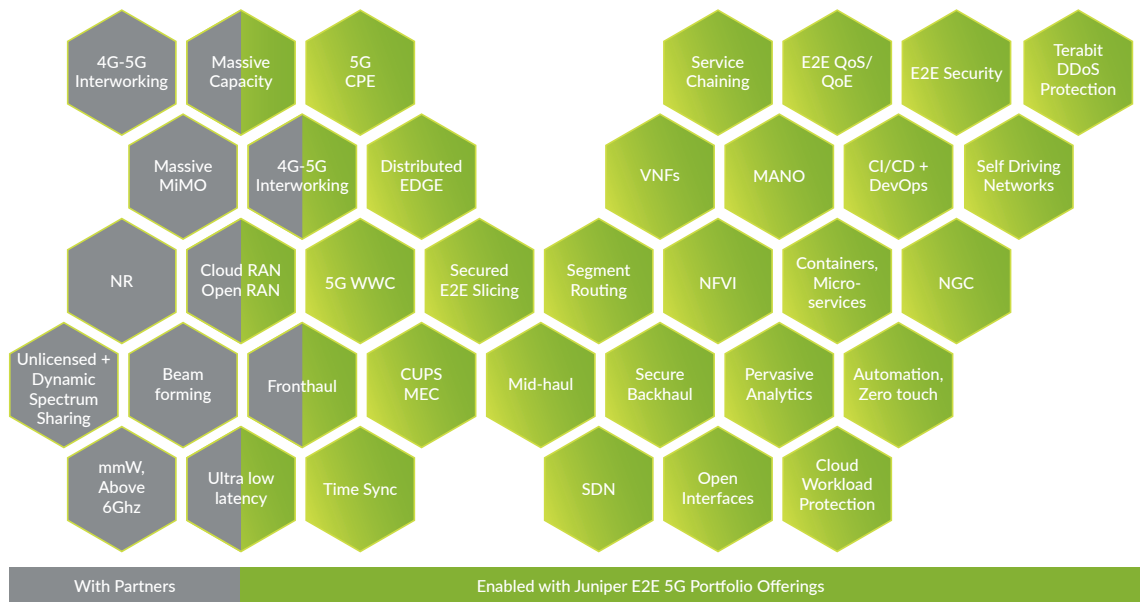 4G-5G
Interworking
Massive
Capacity
5G
CPE
Service
Chaining
E2E QoS/
QoE
E2E Security
Terabit
DDoS
Protection
Massive
MiMO
4G-5G
Interworking
Distributed
EDGE
VNFs
MANO
CI/CD +
DevOps
Self Driving
Networks
NR
Cloud RAN
Open RAN
5G WWC
Secured
E2E Slicing
Segment
Routing
NFVI
Containers,
Micro-
services
NGC
Unlicensed +
Dynamic
Spectrum
Sharing
Beam
forming
Fronthaul
CUPS
MEC
Mid-haul
Secure
Backhaul
Pervasive
Analytics
Automation,
Zero touch
mmW,
Above
6Ghz
Ultra low
latency
Time Sync
SDN
Open
Interfaces
Cloud
Workload
Protection
With Partners
Enabled with Juniper E2E 5G Portfolio Offerings